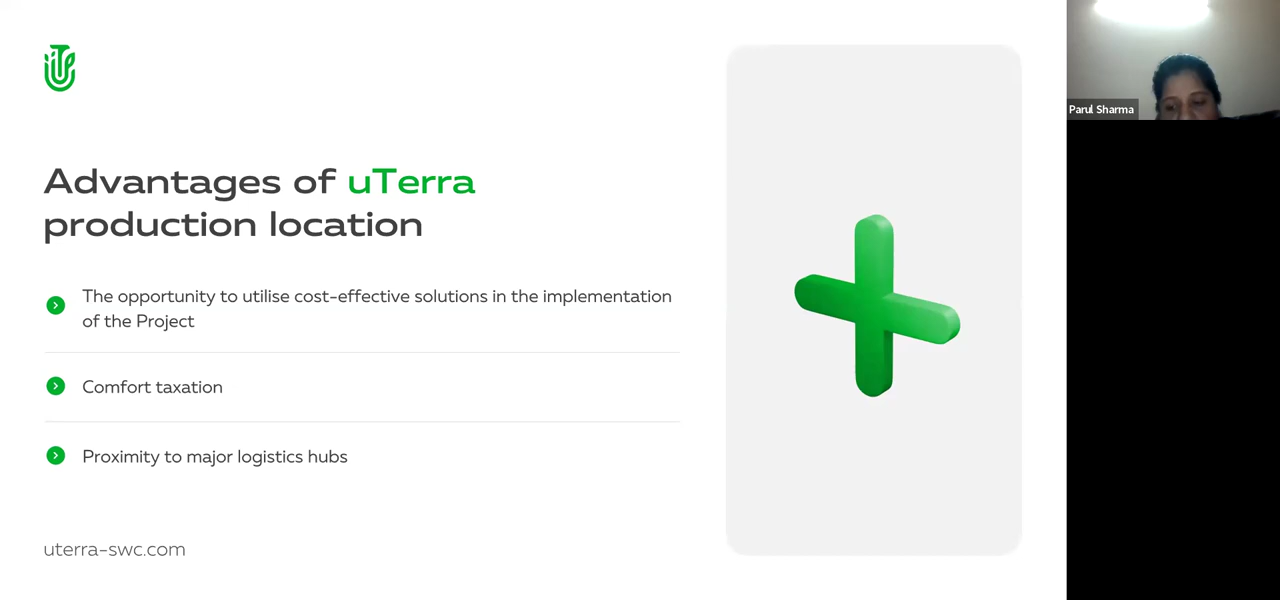 Advantages of uTerra
production location
The opportunity to utilise cost-effective solutions in the implementation
of the Project
Comfort taxation
Proximity to major logistics hubs
uterra-swc.com
Parul Sharma